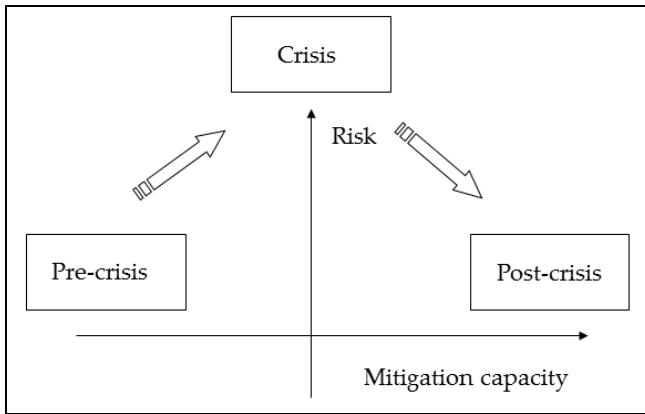 Crisis
Risk
Pre-crisis
Post-crisis
Mitigation capacity